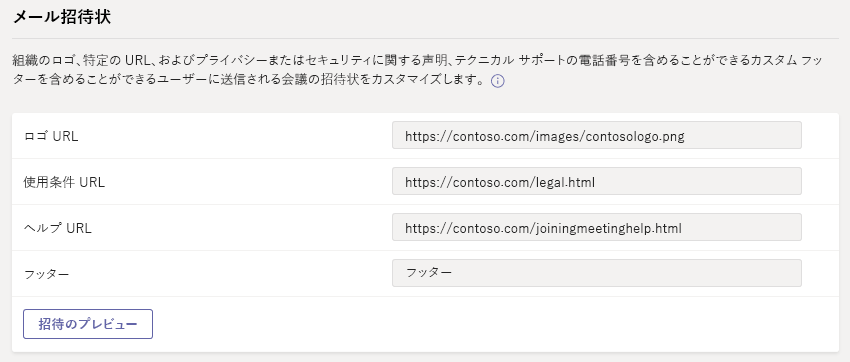 メール招待状
組織のロゴ、特定の URL、およびプライバシーまたはセキュリティに関する声明、テクニカル サポートの電話番号を含めることができるカスタム フッ
ターを含めることができるユーザーに送信される会議の招待状をカスタマイズします。
ロゴ URL
https://contoso.com/images/contosologo.png
使用条件 URL
https://contoso.com/legal.html
ヘルプ URL
https://contoso.com/joiningmeetinghelp.html
フッター
フッター
招待のプレビュー